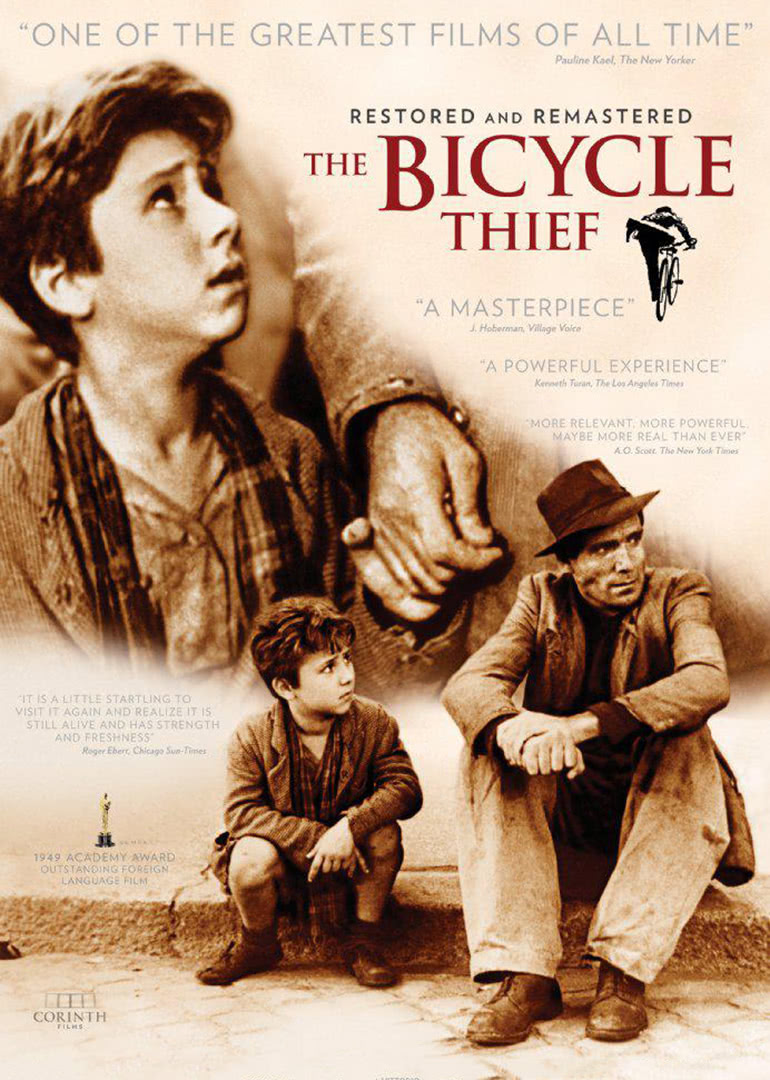 “ONE OF THE GREATEST FILMS OF ALL TIME”
Pauline Kael, The New Yorker
RESTORED AND REMASTERED
THE BICYCLE
THIEF
“A MASTERPIECE”
J. Hoberman, Village Voice
“A POWERFUL EXPERIENCE”
Kenneth Turan, The Los Angeles Times
“MORE RELEVANT, MORE POWERFUL,
MAYBE MORE REAL THAN EVER”
A.O. Scott, The New York Times
“IT IS A LITTLE STARTLING TO
VISIT IT AGAIN AND REALIZE IT IS
STILL ALIVE AND HAS STRENGTH
AND FRESHNESS”
Roger Ebert, Chicago Sun-Times
1949 ACADEMY AWARD
OUTSTANDING FOREIGN
LANGUAGE FILM
CORINTH
FILMS